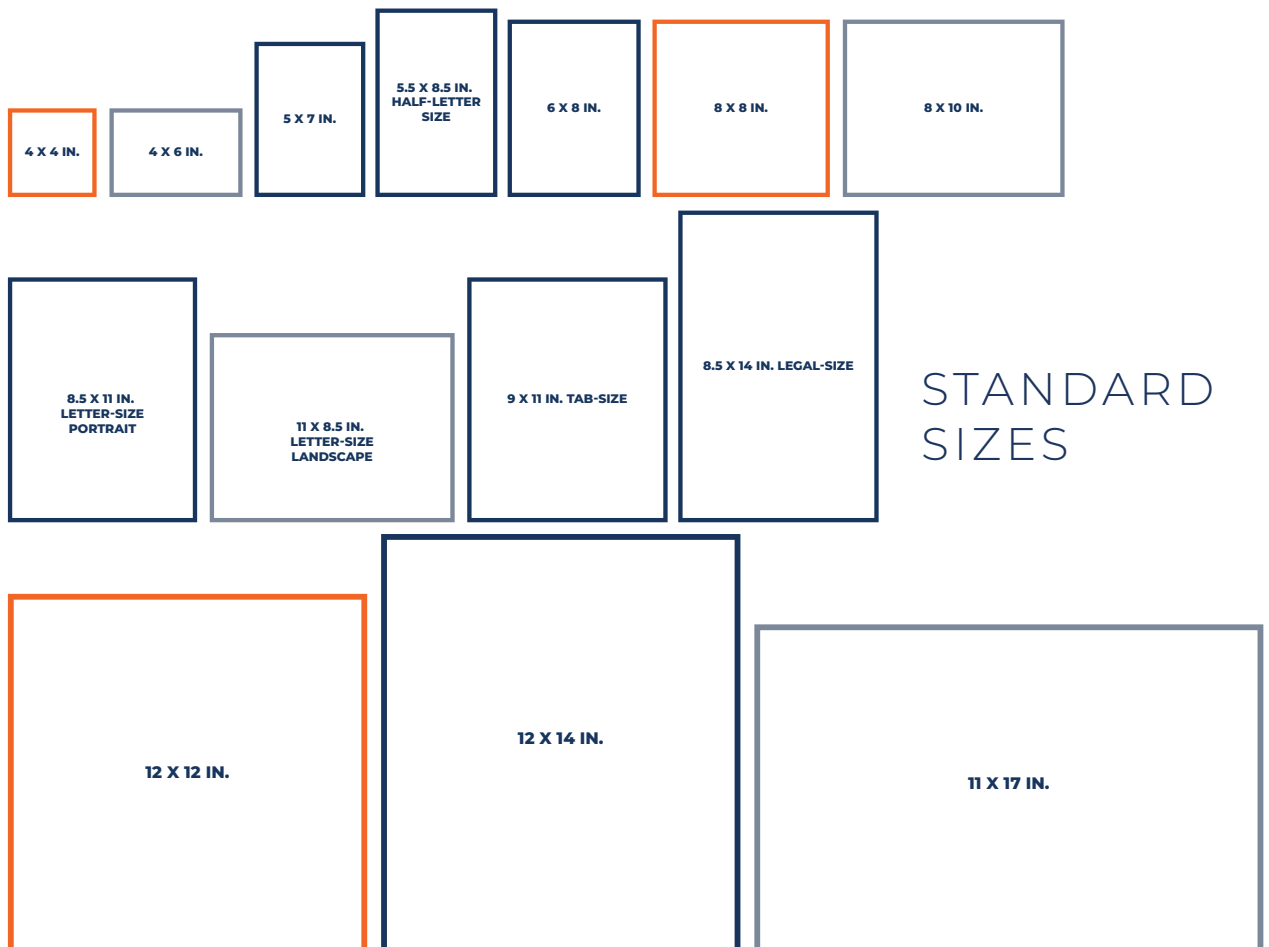 4 X 4 IN.
4 X 6 IN.
5 X 7 IN.
5.5 X 8.5 IN.
HALF-LETTER
SIZE
6 X 8 IN.
8 X 8 IN.
8 X 10 IN.
8.5 X 11 IN.
LETTER-SIZE
PORTRAIT
11 X 8.5 IN.
LETTER-SIZE
LANDSCAPE
9 X 11 IN. TAB-SIZE
8.5 X 14 IN. LEGAL-SIZE
STANDARD
SIZES
12 X 12 IN.
12 X 14 IN.
11 X 17 IN.